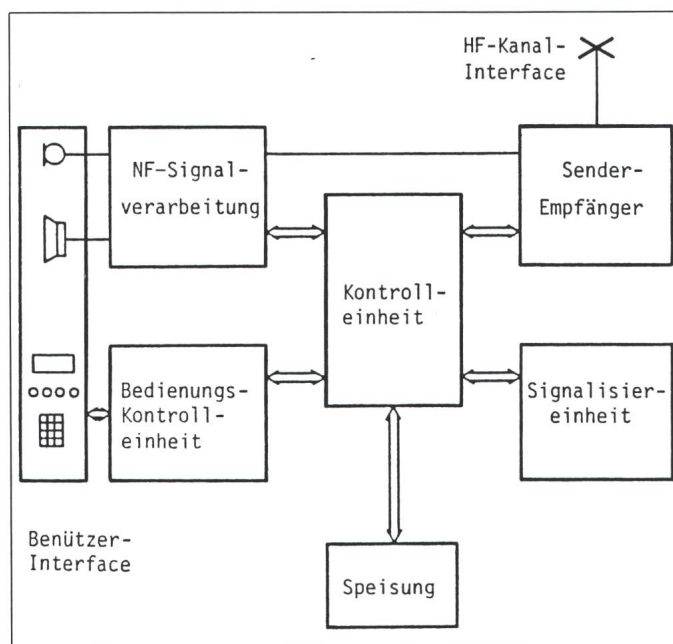 HF-Kanal-
Interface
NF-Signal-
verarbeitung
Sender-
Empfänger
Kontroll-
einheit
Bedienungs-
Kontroll-
einheit
Signalisier-
einheit
Benützer-
Interface
Speisung